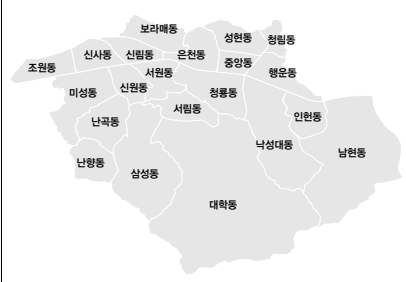 보라매동
성현동
청림동
신사동
신림동
은천동
중앙동
조원동
서원동
행운동
미성동
신원동
청룡동
서림동
난곡동
인헌동
낙성대동
남현동
난향동
삼성동
대학동